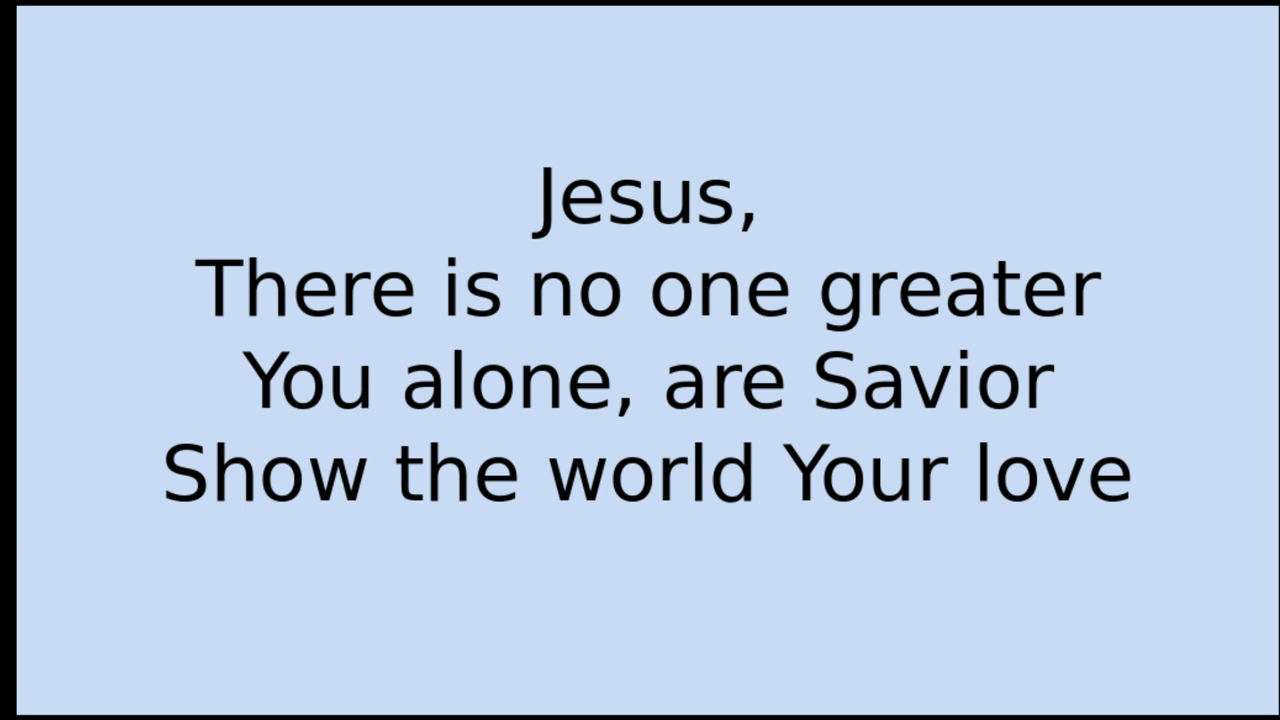 Jesus,
There is no one greater
You alone, are Savior
Show the world Your love